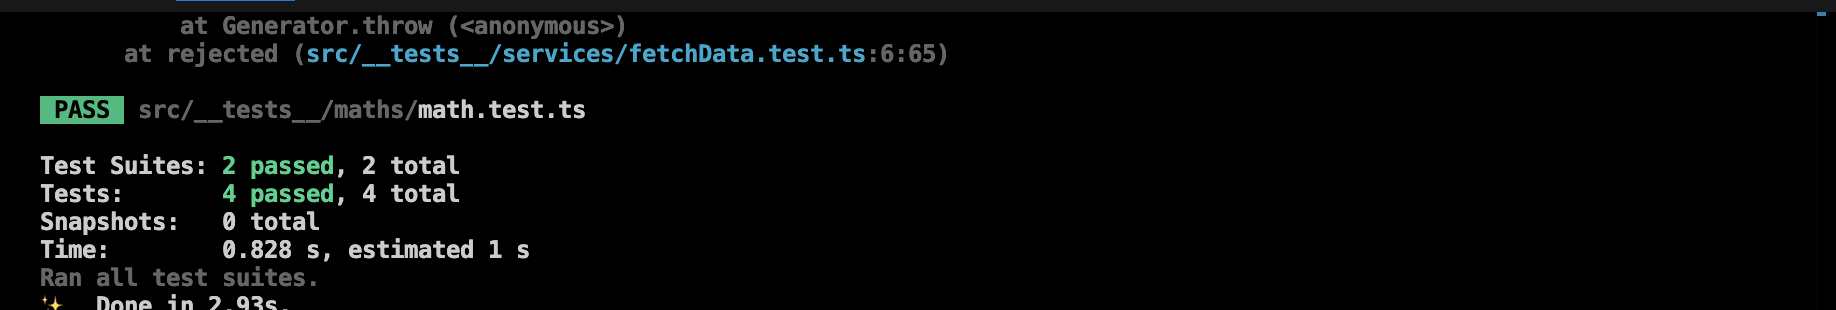 at Generator.throw (<anonymous>)
at rejected (src/__tests__/services/fetchData.test.ts:6:65)
PASS src/__tests__/maths/math.test.ts
Test Suites: 2 passed, 2 total
Tests: 4 passed, 4 total
Snapshots: 0 total
Time: 0.828 s, estimated 1 s
Ran all test suites.
✨ Done in 2.93s.